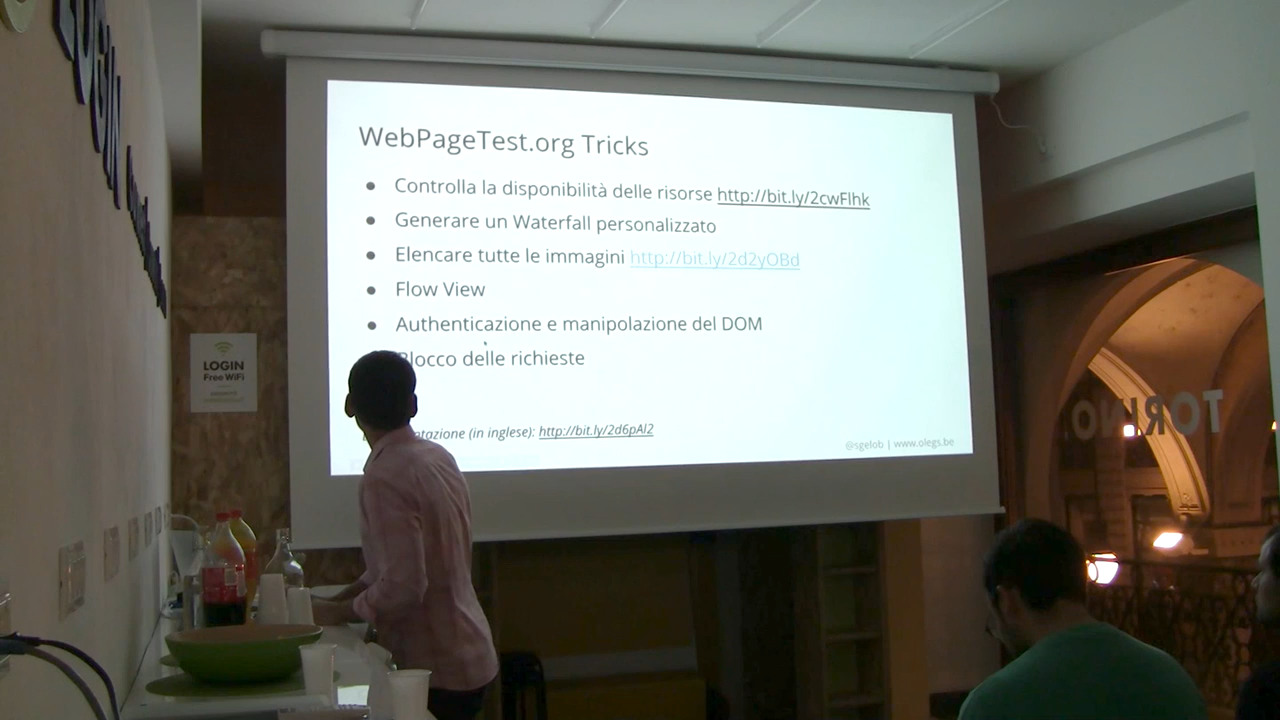 LOGIN
WebPageTest.org Tricks
● Controlla la disponibilità delle risorse http://bit.ly/2cwFlhk
● Generare un Waterfall personalizzato
● Elencare tutte le immagini http://bit.ly/2d2yOBd
● Flow View
● Authenticazione e manipolazione del DOM
Blocco delle richieste
(in inglese): http://bit.ly/2d6pAl2
@sgelob | www.olegs.be
LOGIN
Free WiFi
TORINO